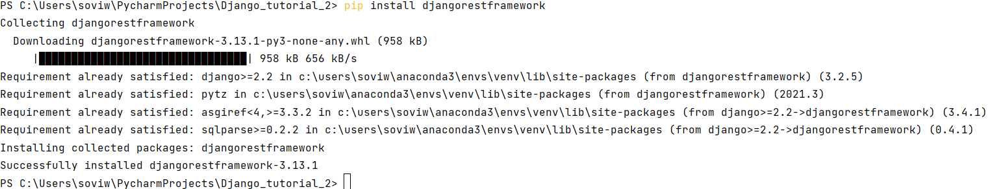 PS C:\Users\soviw\PycharmProjects\Django_tutorial_2> pip install djangorestframework
Collecting djangorestframework
  Downloading djangorestframework-3.13.1-py3-none-any.whl (958 kB)
     |████████████████████████████████| 958 kB 656 kB/s
Requirement already satisfied: django>=2.2 in c:\users\soviw\anaconda3\envs\venv\lib\site-packages (from djangorestframework) (3.2.5)
Requirement already satisfied: pytz in c:\users\soviw\anaconda3\envs\venv\lib\site-packages (from djangorestframework) (2021.3)
Requirement already satisfied: asgiref<4,>=3.3.2 in c:\users\soviw\anaconda3\envs\venv\lib\site-packages (from django>=2.2->djangorestframework) (3.4.1)
Requirement already satisfied: sqlparse>=0.2.2 in c:\users\soviw\anaconda3\envs\venv\lib\site-packages (from django>=2.2->djangorestframework) (0.4.1)
Installing collected packages: djangorestframework
Successfully installed djangorestframework-3.13.1
PS C:\Users\soviw\PycharmProjects\Django_tutorial_2>